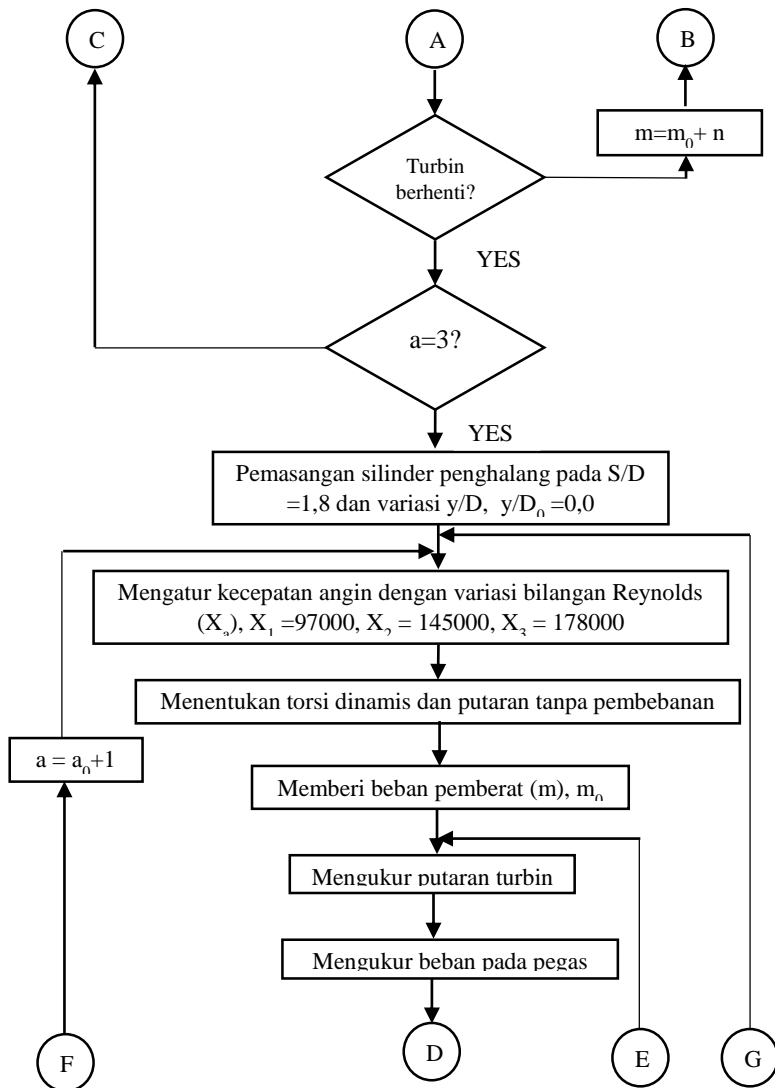 C
A
B
m=m₀+ n
Turbin
berhenti?
YES
a=3?
YES
Pemasangan silinder penghalang pada S/D
=1,8 dan variasi y/D, y/D₀ =0,0
Mengatur kecepatan angin dengan variasi bilangan Reynolds
(Xₐ), X₁ =97000, X₂ = 145000, X₃ = 178000
Menentukan torsi dinamis dan putaran tanpa pembebanan
a = a₀+1
Memberi beban pemberat (m), m₀
Mengukur putaran turbin
Mengukur beban pada pegas
F
D
E
G